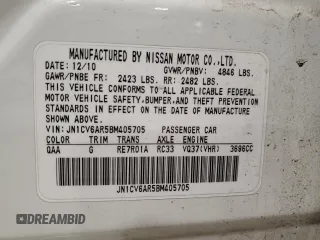 MANUFACTURED BY NISSAN MOTOR CO.,LTD.
DATE: 12/10 GVWR/PNBV: 4846 LBS.
GAWR/PNBE FR: 2423 LBS. RR: 2482 LBS.
THIS VEHICLE CONFORMS TO ALL APPLICABLE FEDERAL
MOTOR VEHICLE SAFETY,BUMPER,AND THEFT PREVENTION
STANDARDS IN EFFECT ON THE DATE OF MANUFACTURE
SHOWN ABOVE.
VIN: JN1CV6AR5BM405705 PASSENGER CAR
COLOR TRIM TRANS AXLE ENGINE
QAA G RE7R01A RC33 VQ37(VHR) 3696CC
JN1CV6AR5BM405705
DREAMBID
AUTOBIDCAR